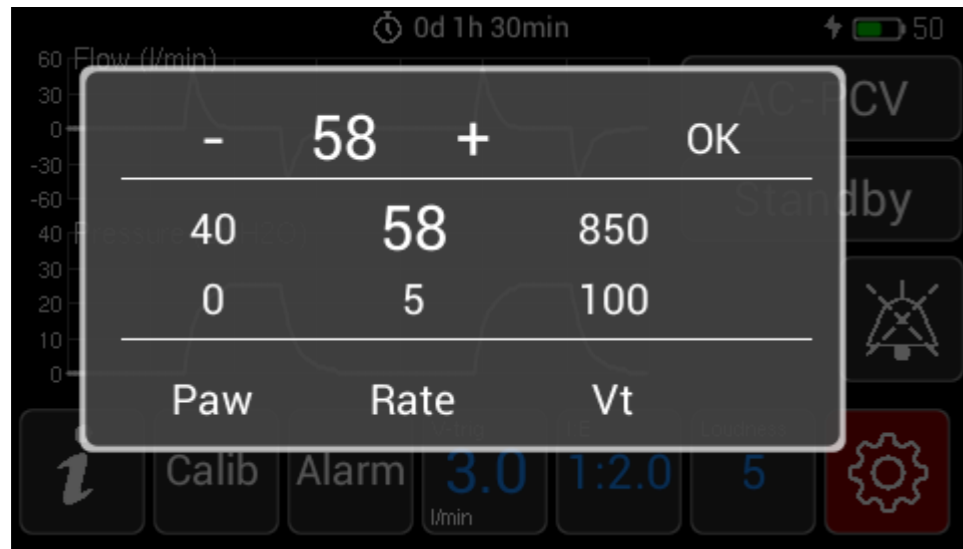 0d 1h 30min 50
Flow (l/min)
60
30
0
-30
-60
AC-PCV
Standby
- 58 + OK
40 58 850
0 5 100
Paw Rate Vt
40
30
20
10
0
i Calib Alarm 3.0 1:2.0 5
I:E Loudness
l/min